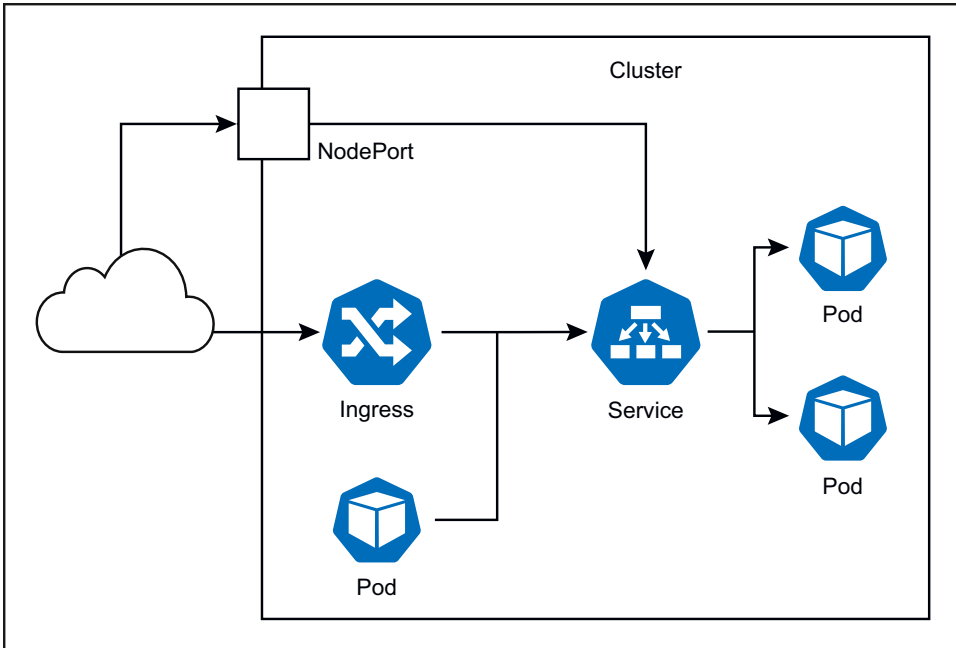 Cluster
NodePort
Pod
Ingress
Service
Pod
Pod